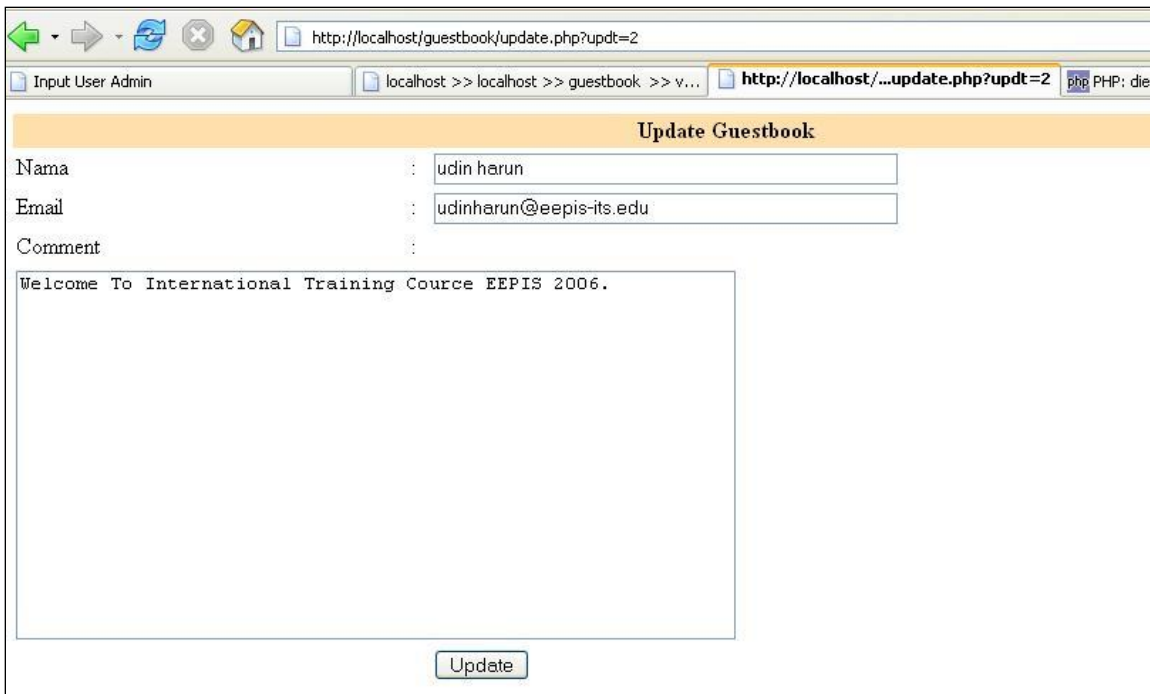 http://localhost/guestbook/update.php?updt=2
Input User Admin
localhost >> localhost >> guestbook >> v...
http://localhost/...update.php?updt=2
php PHP: die
Update Guestbook
Nama : udin harun
Email : udinharun@eepis-its.edu
Comment :
Welcome To International Training Cource EEPIS 2006.
Update